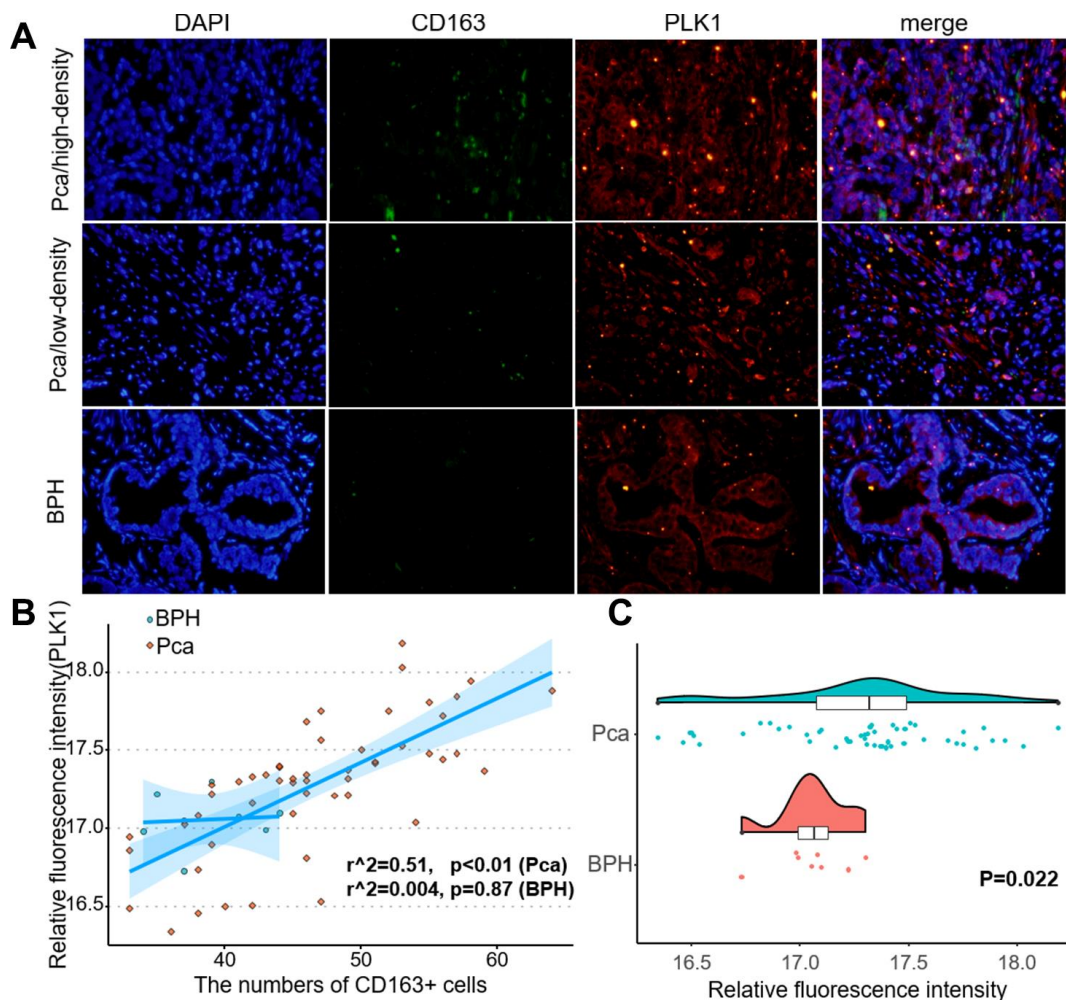 A
DAPI CD163 PLK1 merge
Pca/high-density
Pca/low-density
BPH
B
BPH
Pca
Relative fluorescence intensity(PLK1)
18.0
17.5
17.0
16.5
r^2=0.51, p<0.01 (Pca)
r^2=0.004, p=0.87 (BPH)
40 50 60
The numbers of CD163+ cells
C
Pca
BPH
P=0.022
16.5 17.0 17.5 18.0
Relative fluorescence intensity